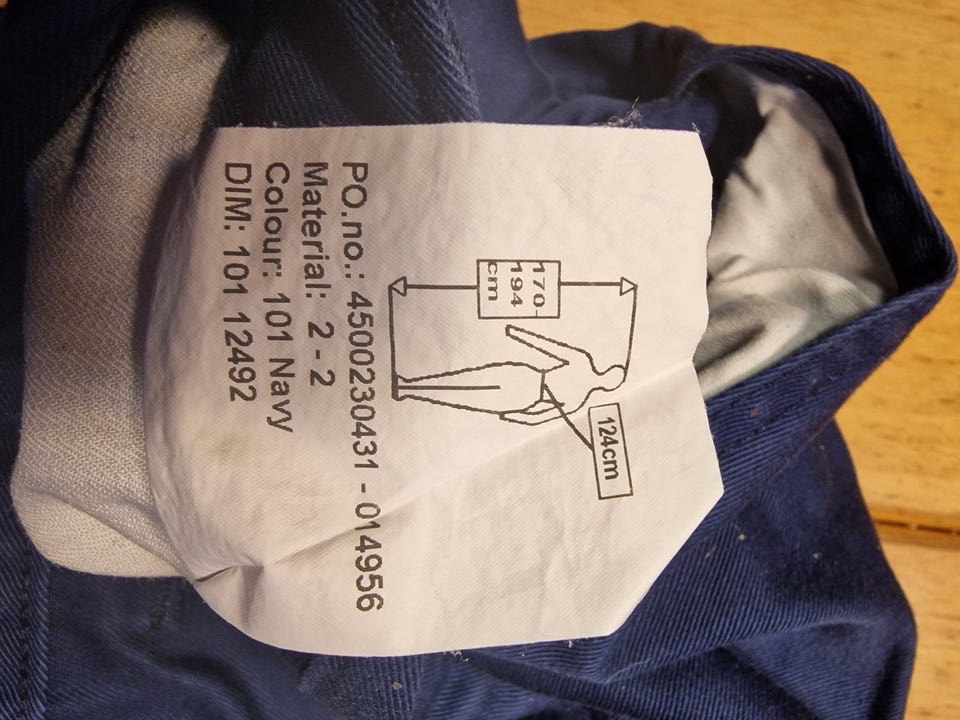 170-
194
cm
124cm
PO.no.: 4500230431 - 014956
Material: 2 - 2
Colour: 101 Navy
DIM: 101 12492